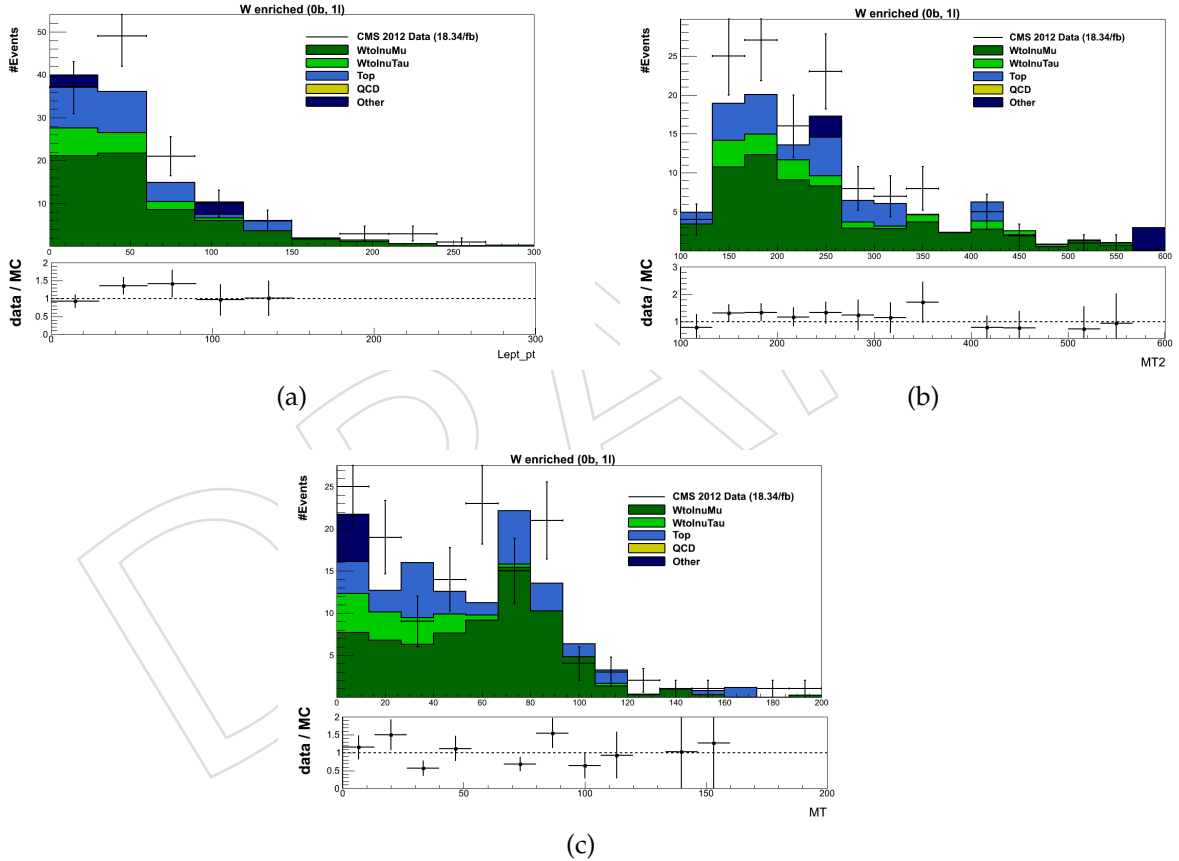 W enriched (0b, 1l)
#Events
50
40
30
20
10
CMS 2012 Data (18.34/fb)
WtolnuMu
WtolnuTau
Top
QCD
Other
0 50 100 150 200 250 300
data / MC
2
1.5
1
0.5
0
0 100 200 300
Lept_pt
(a)
W enriched (0b, 1l)
#Events
25
20
15
10
5
CMS 2012 Data (18.34/fb)
WtolnuMu
WtolnuTau
Top
QCD
Other
100 150 200 250 300 350 400 450 500 550 600
data / MC
3
2
1
0
100 200 300 400 500 600
MT2
(b)
W enriched (0b, 1l)
#Events
25
20
15
10
5
CMS 2012 Data (18.34/fb)
WtolnuMu
WtolnuTau
Top
QCD
Other
0 20 40 60 80 100 120 140 160 180 200
data / MC
2
1.5
1
0.5
0
0 50 100 150 200
MT
(c)
DRAFT